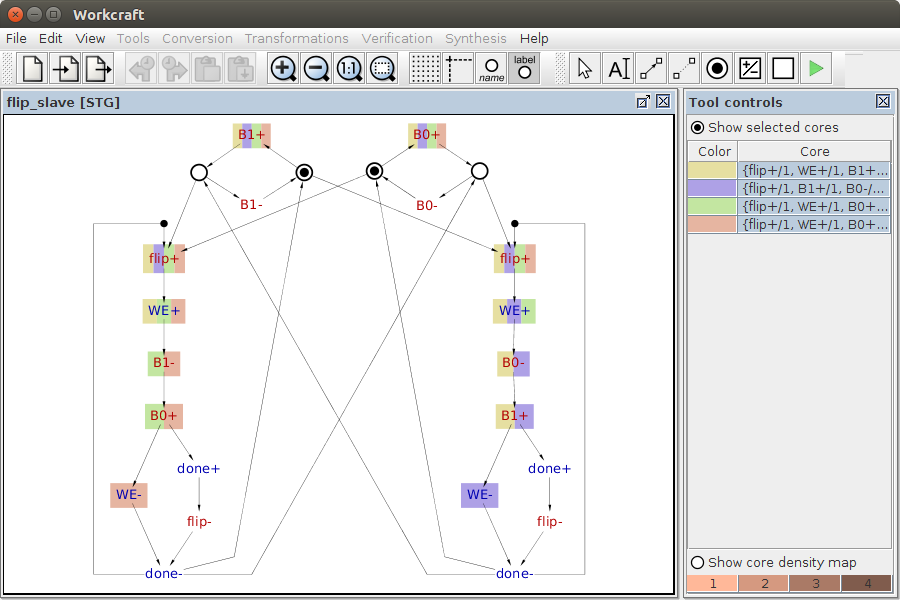 Workcraft
File Edit View Tools Conversion Transformations Verification Synthesis Help
1:1 name label AI
flip_slave [STG]
B1+ B0+
B1- B0-
flip+ flip+
WE+ WE+
B1- B0-
B0+ B1+
done+ done+
WE- WE-
flip- flip-
done- done-
Tool controls
Show selected cores
Color Core
{flip+/1, WE+/1, B1+...
{flip+/1, B1+/1, B0-/...
{flip+/1, WE+/1, B0+...
{flip+/1, WE+/1, B0+...
Show core density map
1 2 3 4